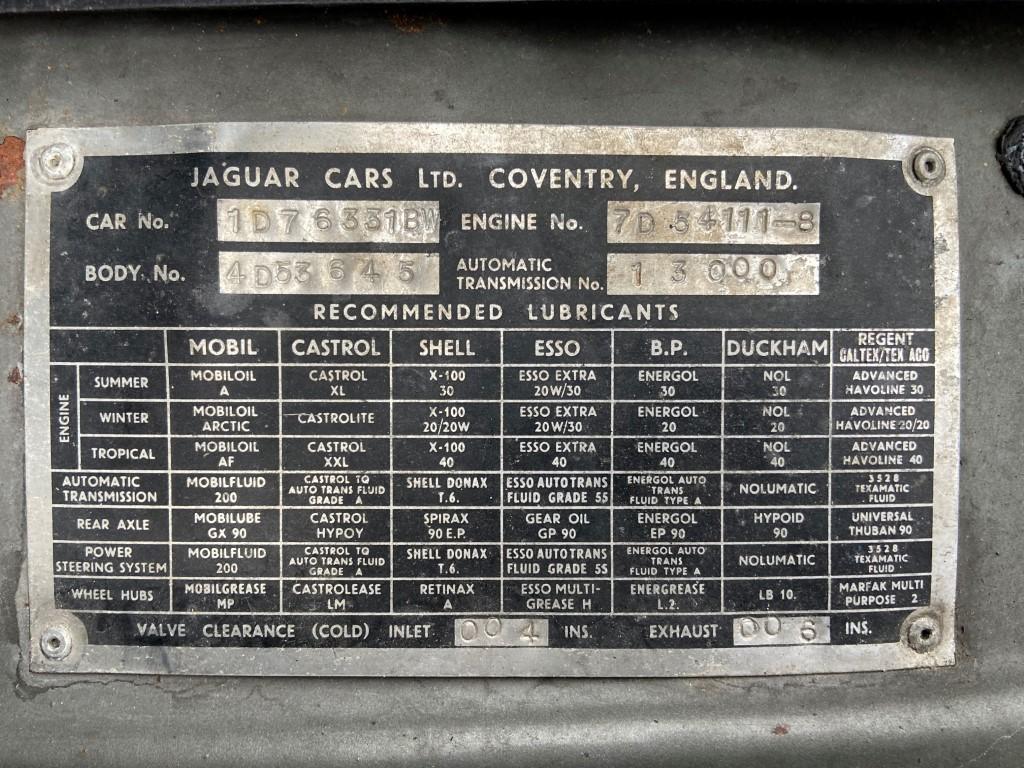 JAGUAR CARS LTD. COVENTRY, ENGLAND.
CAR No. 1D76331BW ENGINE No. 7D54111-8
BODY. No. 4D53645 AUTOMATIC TRANSMISSION No. 13000
RECOMMENDED LUBRICANTS
MOBIL CASTROL SHELL ESSO B.P. DUCKHAM REGENT CALTEX/TEX ACO
ENGINE
SUMMER MOBILOIL A CASTROL XL X-100 30 ESSO EXTRA 20W/30 ENERGOL 30 NOL 30 ADVANCED HAVOLINE 30
WINTER MOBILOIL ARCTIC CASTROLITE X-100 20/20W ESSO EXTRA 20W/30 ENERGOL 20 NOL 20 ADVANCED HAVOLINE 20/20
TROPICAL MOBILOIL AF CASTROL XXL X-100 40 ESSO EXTRA 40 ENERGOL 40 NOL 40 ADVANCED HAVOLINE 40
AUTOMATIC TRANSMISSION MOBILFLUID 200 CASTROL TQ AUTO TRANS FLUID GRADE A SHELL DONAX T.6. ESSO AUTOTRANS FLUID GRADE 55 ENERGOL AUTO TRANS FLUID TYPE A NOLUMATIC 3528 TEXAMATIC FLUID
REAR AXLE MOBILUBE GX 90 CASTROL HYPOY SPIRAX 90 E.P. GEAR OIL GP 90 ENERGOL EP 90 HYPOID 90 UNIVERSAL THUBAN 90
POWER STEERING SYSTEM MOBILFLUID 200 CASTROL TQ AUTO TRANS FLUID GRADE A SHELL DONAX T.6. ESSO AUTOTRANS FLUID GRADE 55 ENERGOL AUTO TRANS FLUID TYPE A NOLUMATIC 3528 TEXAMATIC FLUID
WHEEL HUBS MOBILGREASE MP CASTROLEASE LM RETINAX A ESSO MULTI-GREASE H ENERGREASE L.2. LB 10. MARFAK MULTI PURPOSE 2
VALVE CLEARANCE (COLD) INLET 004 INS. EXHAUST 006 INS.